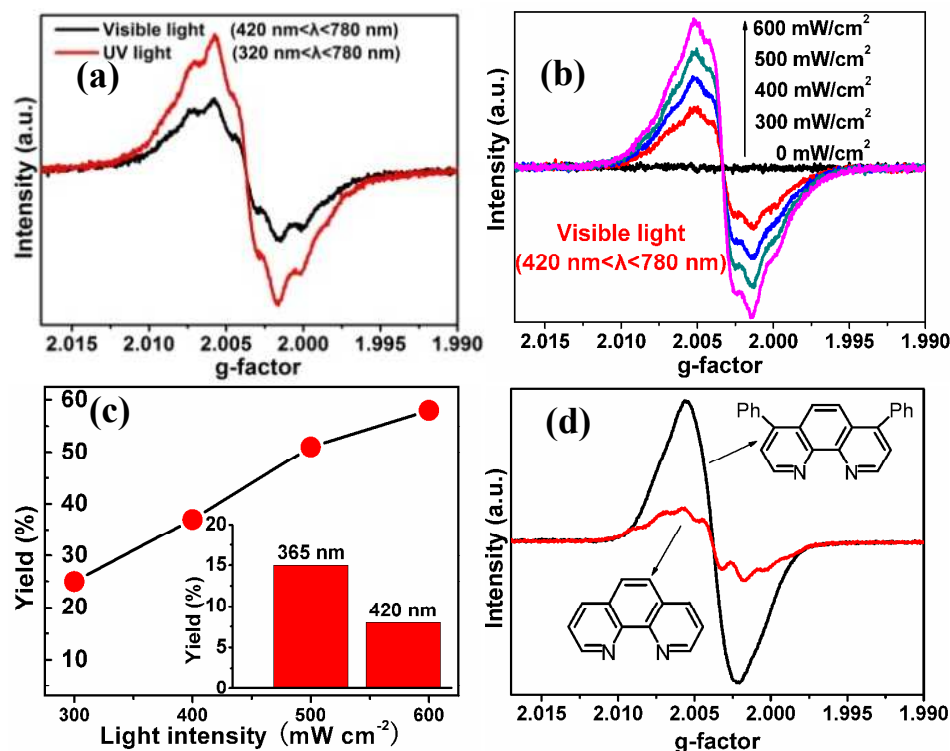 (a)
Visible light (420 nm<λ<780 nm)
UV light (320 nm<λ<780 nm)
Intensity (a.u.)
2.015 2.010 2.005 2.000 1.995 1.990
g-factor
(b)
600 mW/cm²
500 mW/cm²
400 mW/cm²
300 mW/cm²
0 mW/cm²
Visible light
(420 nm<λ<780 nm)
Intensity (a.u.)
2.015 2.010 2.005 2.000 1.995 1.990
g-factor
(c)
Yield (%)
60
50
40
30
20
10
300 400 500 600
Light intensity (mW cm⁻²)
Yield (%)
20
15
10
5
0
365 nm
420 nm
(d)
Ph
Ph
N
N
N
N
Intensity (a.u.)
2.015 2.010 2.005 2.000 1.995 1.990
g-factor